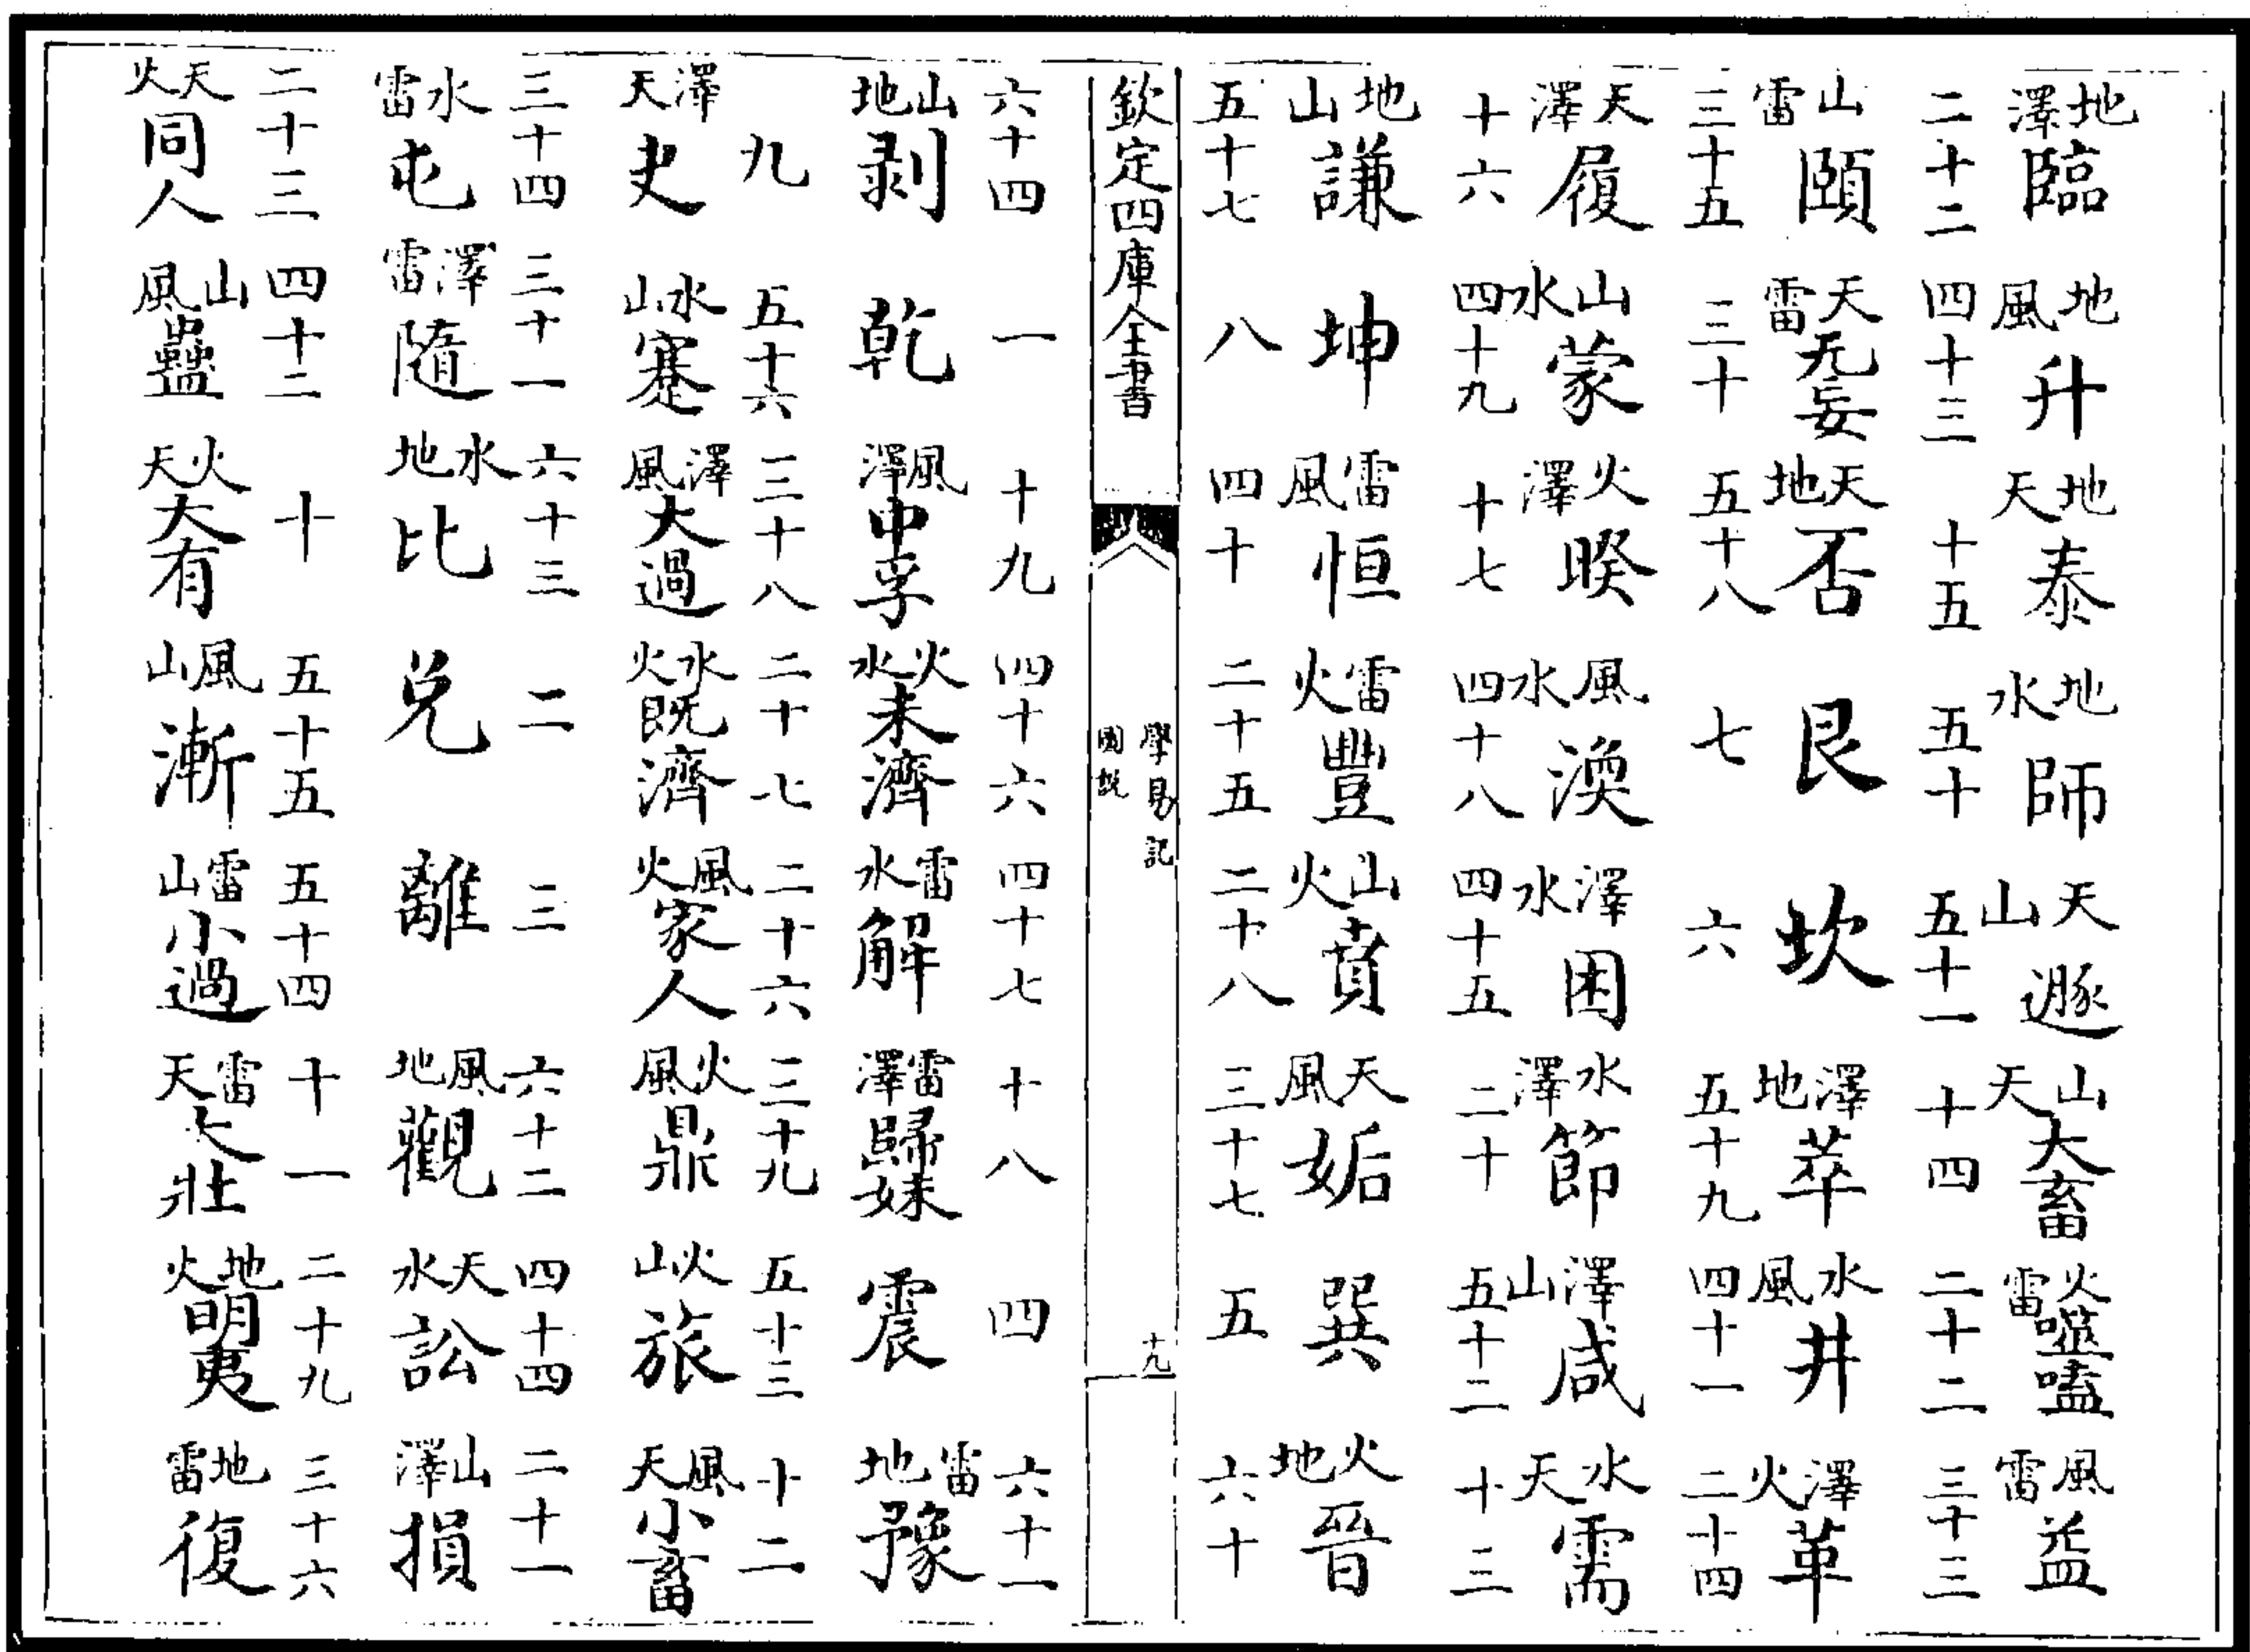 地澤臨 地風升 地天泰 地水師 天山遯 山天大畜 火雷噬嗑 風雷益
二十二 四十三 十五 五十 五十一 十四 二十二 三十三
山雷頤 天雷无妄 天地否 艮 坎 澤地萃 水風井 澤火革
三十五 三十 五十八 七 六 五十九 四十一 二十四
天澤履 山水蒙 火澤暌 風水渙 澤水困 水澤節 澤山咸 水天需
十六 四十九 十七 四十八 四十五 二十 五十二 十三
地山謙 坤 雷風恒 雷火豐 山火賁 天風姤 巽 火地晉
五十七 八 四十 二十五 二十八 三十七 五 六十
欽定四庫全書
學易記
圖說
十九
六十四 一 十九 四十六 四十七 十八 四 六十一
山地剥 乾 風澤中孚 火水未濟 雷水解 雷澤歸妹 震 雷地豫
九 五十六 三十八 二十七 二十六 三十九 五十三 十二
澤天夬 水山蹇 澤風大過 水火既濟 風火家人 火風鼎 火山旅 風天小畜
三十四 三十一 六十三 二 三 六十二 四十四 二十一
水雷屯 澤雷隨 水地比 兌 離 風地觀 天水訟 山澤損
二十三 四十二 十 五十五 五十四 十一 二十九 三十六
天火同人 山風蠱 火天大有 風山漸 雷山小過 雷天大壯 地火明夷 地雷復